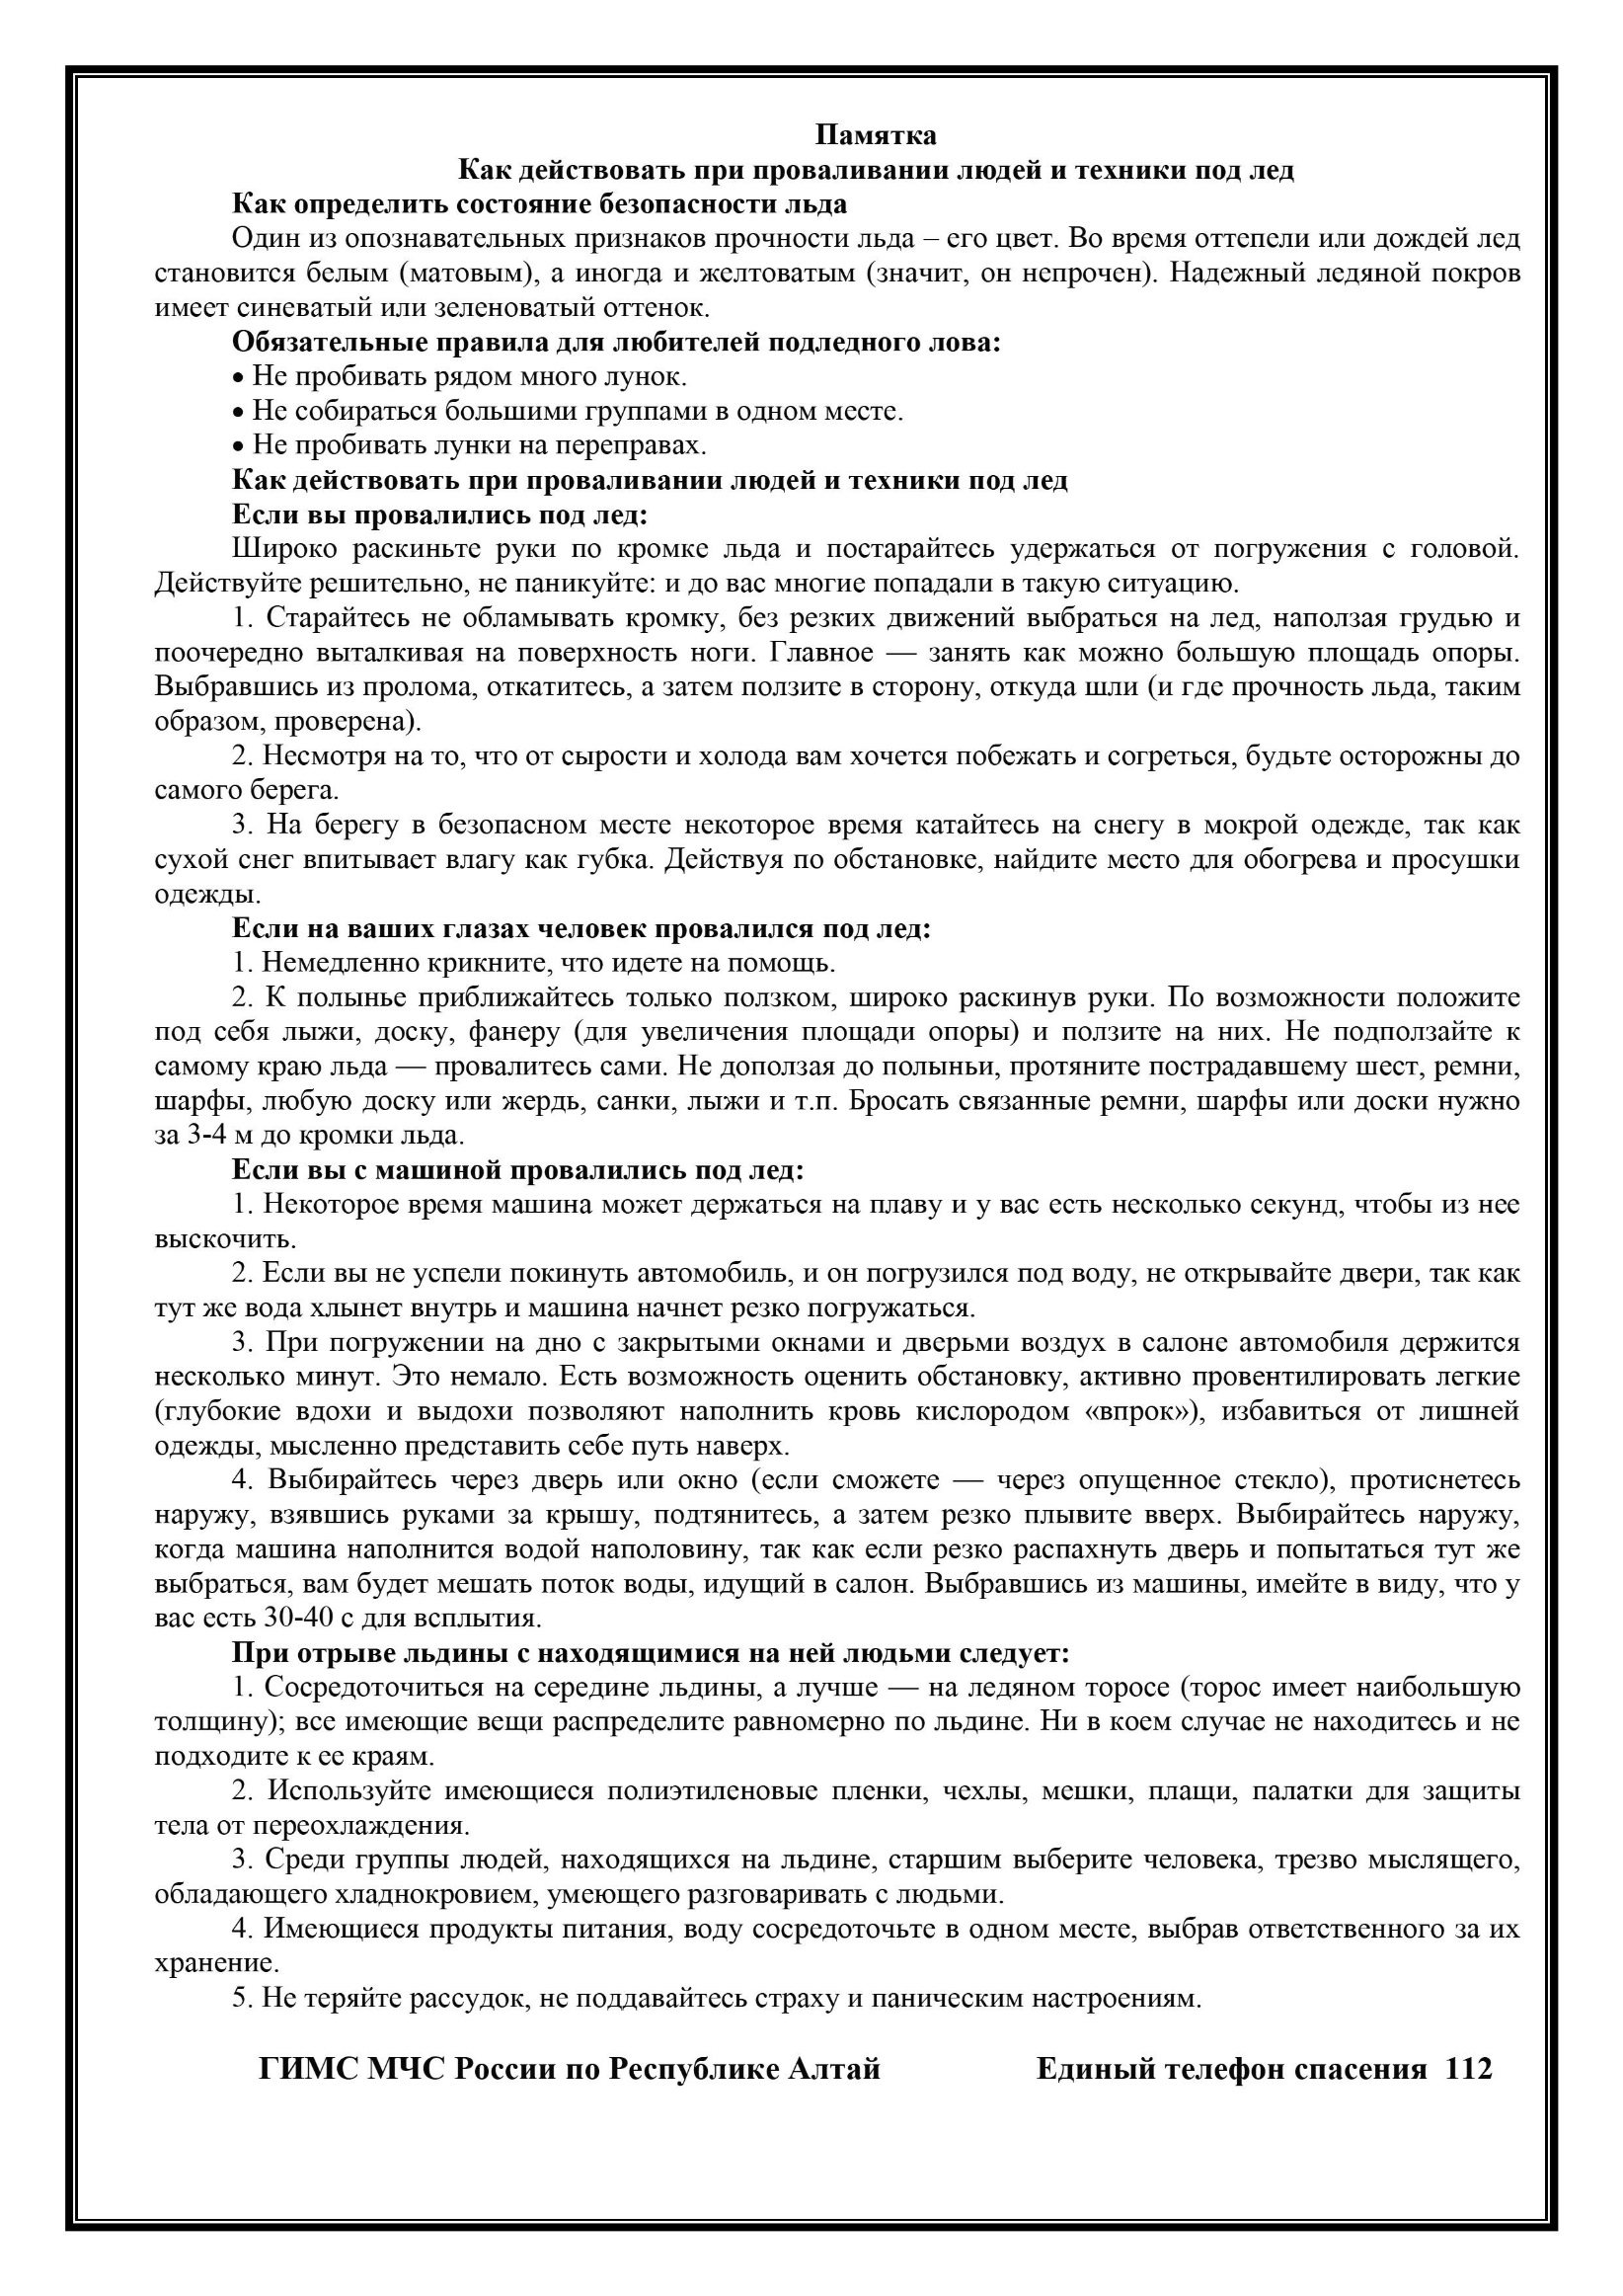 Памятка
Как действовать при проваливании людей и техники под лед
Как определить состояние безопасности льда
Один из опознавательных признаков прочности льда – его цвет. Во время оттепели или дождей лед
становится белым (матовым), а иногда и желтоватым (значит, он непрочен). Надежный ледяной покров
имеет синеватый или зеленоватый оттенок.
Обязательные правила для любителей подледного лова:
• Не пробивать рядом много лунок.
• Не собираться большими группами в одном месте.
• Не пробивать лунки на переправах.
Как действовать при проваливании людей и техники под лед
Если вы провалились под лед:
Широко раскиньте руки по кромке льда и постарайтесь удержаться от погружения с головой.
Действуйте решительно, не паникуйте: и до вас многие попадали в такую ситуацию.
1. Старайтесь не обламывать кромку, без резких движений выбраться на лед, наползая грудью и
поочередно выталкивая на поверхность ноги. Главное — занять как можно большую площадь опоры.
Выбравшись из пролома, откатитесь, а затем ползите в сторону, откуда шли (и где прочность льда, таким
образом, проверена).
2. Несмотря на то, что от сырости и холода вам хочется побежать и согреться, будьте осторожны до
самого берега.
3. На берегу в безопасном месте некоторое время катайтесь на снегу в мокрой одежде, так как
сухой снег впитывает влагу как губка. Действуя по обстановке, найдите место для обогрева и просушки
одежды.
Если на ваших глазах человек провалился под лед:
1. Немедленно крикните, что идете на помощь.
2. К полынье приближайтесь только ползком, широко раскинув руки. По возможности положите
под себя лыжи, доску, фанеру (для увеличения площади опоры) и ползите на них. Не подползайте к
самому краю льда — провалитесь сами. Не доползая до полыньи, протяните пострадавшему шест, ремни,
шарфы, любую доску или жердь, санки, лыжи и т.п. Бросать связанные ремни, шарфы или доски нужно
за 3-4 м до кромки льда.
Если вы с машиной провалились под лед:
1. Некоторое время машина может держаться на плаву и у вас есть несколько секунд, чтобы из нее
выскочить.
2. Если вы не успели покинуть автомобиль, и он погрузился под воду, не открывайте двери, так как
тут же вода хлынет внутрь и машина начнет резко погружаться.
3. При погружении на дно с закрытыми окнами и дверьми воздух в салоне автомобиля держится
несколько минут. Это немало. Есть возможность оценить обстановку, активно провентилировать легкие
(глубокие вдохи и выдохи позволяют наполнить кровь кислородом «впрок»), избавиться от лишней
одежды, мысленно представить себе путь наверх.
4. Выбирайтесь через дверь или окно (если сможете — через опущенное стекло), протиснетесь
наружу, взявшись руками за крышу, подтянитесь, а затем резко плывите вверх. Выбирайтесь наружу,
когда машина наполнится водой наполовину, так как если резко распахнуть дверь и попытаться тут же
выбраться, вам будет мешать поток воды, идущий в салон. Выбравшись из машины, имейте в виду, что у
вас есть 30-40 с для всплытия.
При отрыве льдины с находящимися на ней людьми следует:
1. Сосредоточиться на середине льдины, а лучше — на ледяном торосе (торос имеет наибольшую
толщину); все имеющие вещи распределите равномерно по льдине. Ни в коем случае не находитесь и не
подходите к ее краям.
2. Используйте имеющиеся полиэтиленовые пленки, чехлы, мешки, плащи, палатки для защиты
тела от переохлаждения.
3. Среди группы людей, находящихся на льдине, старшим выберите человека, трезво мыслящего,
обладающего хладнокровием, умеющего разговаривать с людьми.
4. Имеющиеся продукты питания, воду сосредоточьте в одном месте, выбрав ответственного за их
хранение.
5. Не теряйте рассудок, не поддавайтесь страху и паническим настроениям.
ГИМС МЧС России по Республике Алтай Единый телефон спасения 112